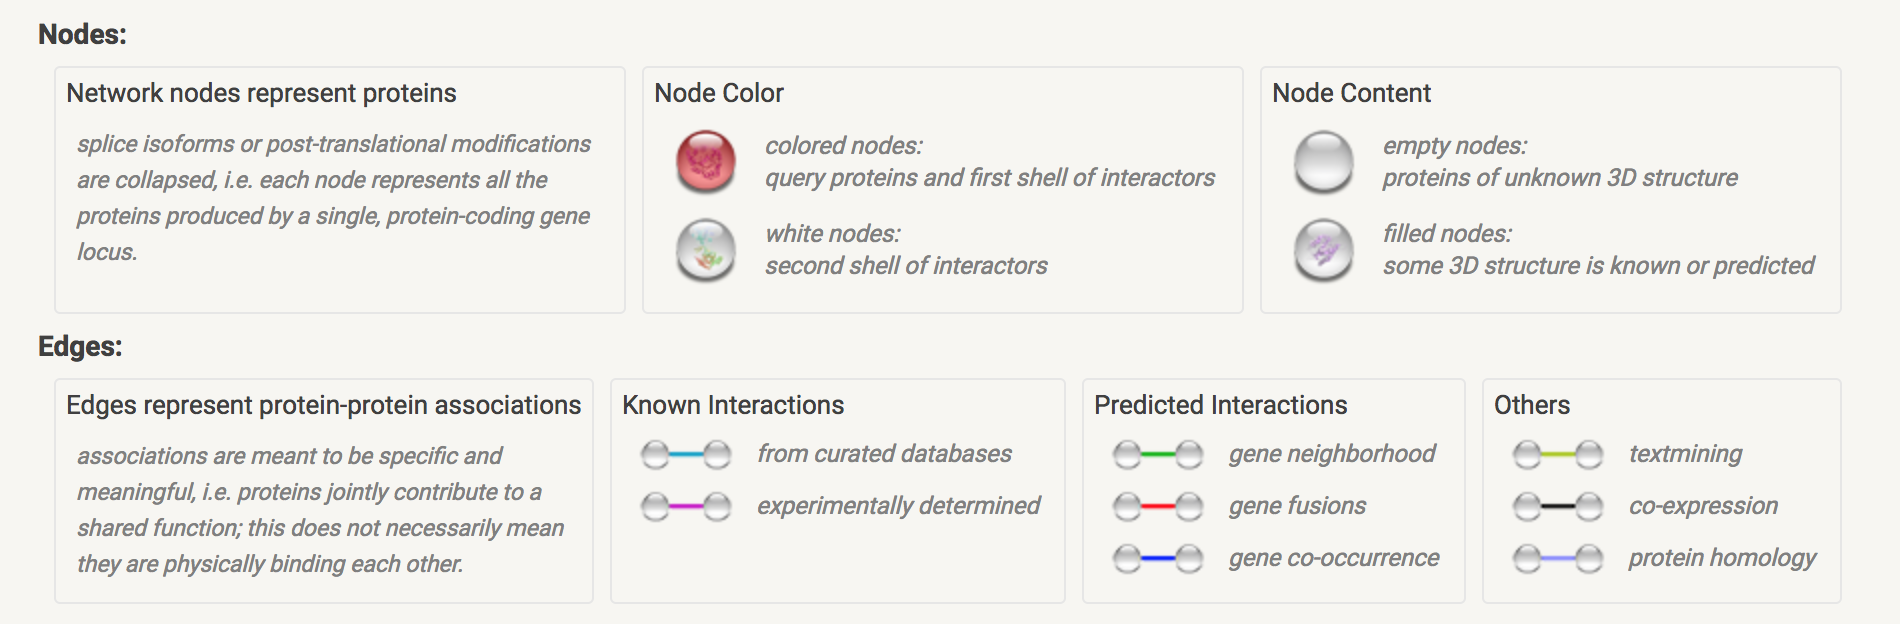 Nodes:
Network nodes represent proteins
splice isoforms or post-translational modifications
are collapsed, i.e. each node represents all the
proteins produced by a single, protein-coding gene
locus.
Node Color
colored nodes:
query proteins and first shell of interactors
white nodes:
second shell of interactors
Node Content
empty nodes:
proteins of unknown 3D structure
filled nodes:
some 3D structure is known or predicted
Edges:
Edges represent protein-protein associations
associations are meant to be specific and
meaningful, i.e. proteins jointly contribute to a
shared function; this does not necessarily mean
they are physically binding each other.
Known Interactions
from curated databases
experimentally determined
Predicted Interactions
gene neighborhood
gene fusions
gene co-occurrence
Others
textmining
co-expression
protein homology